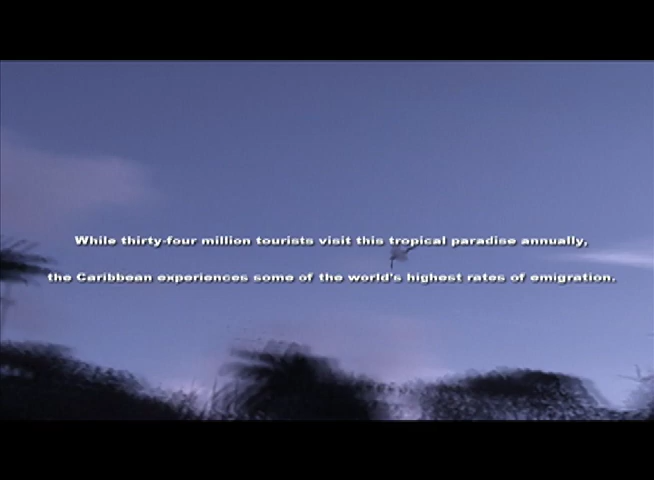 While thirty-four million tourists visit this tropical paradise annually,
the Caribbean experiences some of the world's highest rates of emigration.